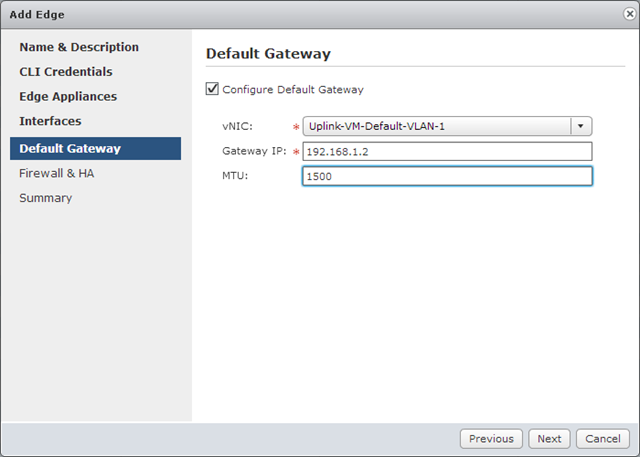 Add Edge
Name & Description
CLI Credentials
Edge Appliances
Interfaces
Default Gateway
Firewall & HA
Summary
Default Gateway
Configure Default Gateway
vNIC: * Uplink-VM-Default-VLAN-1
Gateway IP: * 192.168.1.2
MTU: 1500
Previous Next Cancel